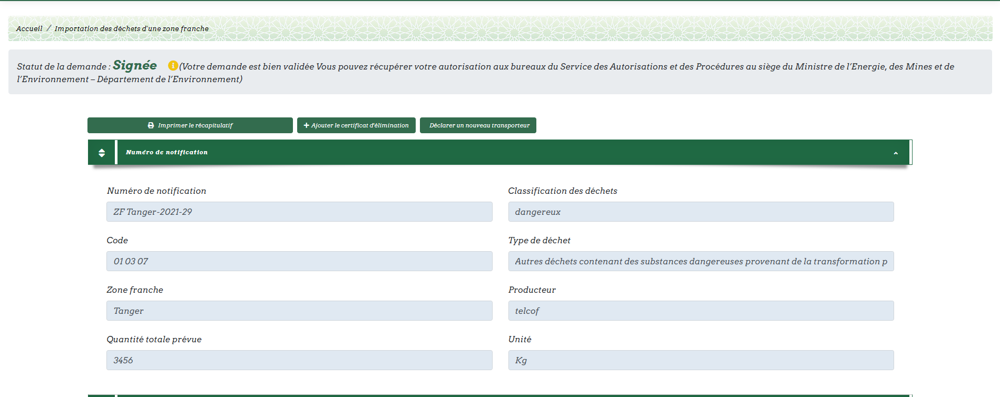 Accueil / Importation des déchets d'une zone franche
Statut de la demande : Signée (Votre demande est bien validée Vous pouvez récupérer votre autorisation aux bureaux du Service des Autorisations et des Procédures au siège du Ministre de l’Energie, des Mines et de
l’Environnement – Département de l’Environnement)
Imprimer le récapitulatif Ajouter le certificat d'élimination Déclarer un nouveau transporteur
Numéro de notification
Numéro de notification Classification des déchets
ZF Tanger-2021-29 dangereux
Code Type de déchet
01 03 07 Autres déchets contenant des substances dangereuses provenant de la transformation p
Zone franche Producteur
Tanger telcof
Quantité totale prévue Unité
3456 Kg